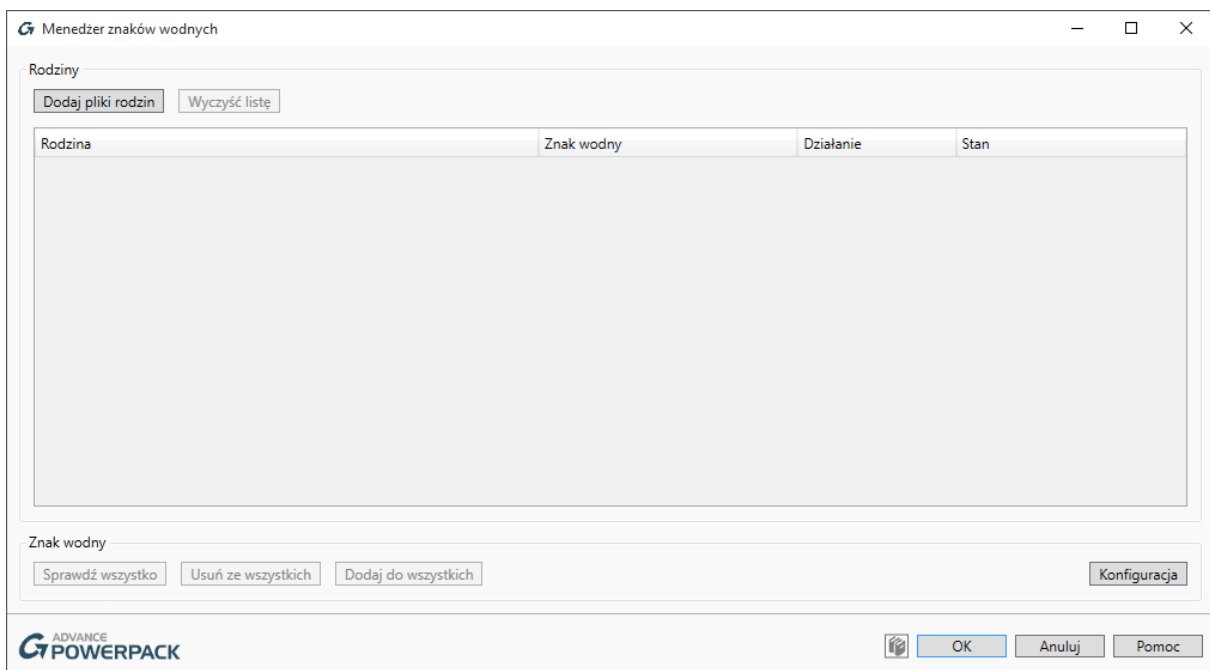 Menedżer znaków wodnych
Rodziny
Dodaj pliki rodzin Wyczyść listę
Rodzina Znak wodny Działanie Stan
Znak wodny
Sprawdź wszystko Usuń ze wszystkich Dodaj do wszystkich Konfiguracja
ADVANCE
POWERPACK OK Anuluj Pomoc